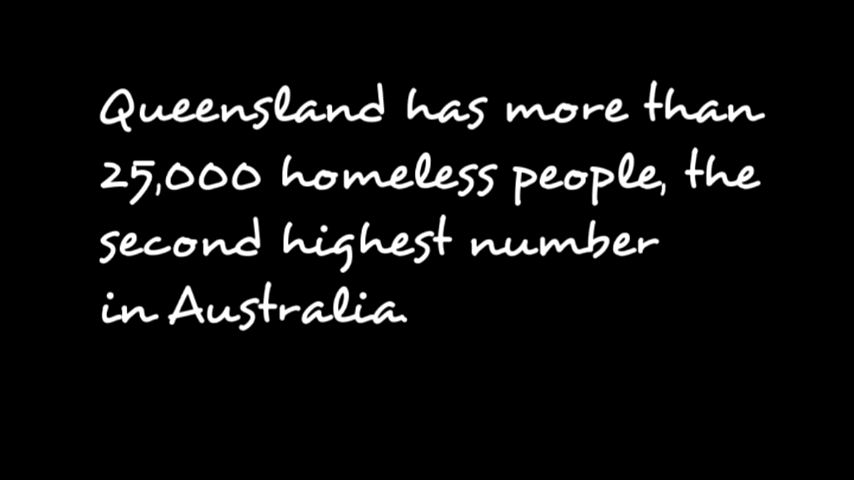 Queensland has more than
25,000 homeless people, the
second highest number
in Australia.